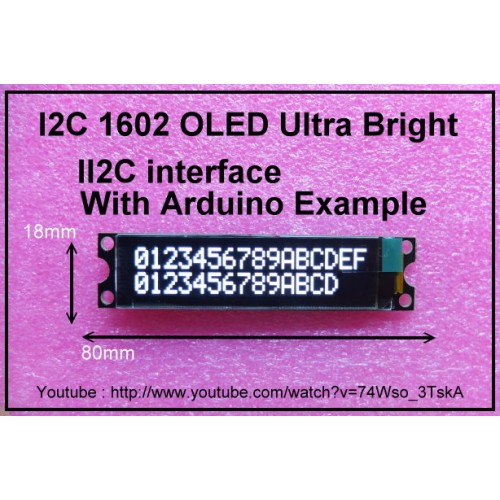 I2C 1602 OLED Ultra Bright
II2C interface
With Arduino Example
18mm
0123456789ABCDEF
0123456789ABCD
80mm
Youtube : http://www.youtube.com/watch?v=74Wso_3TskA